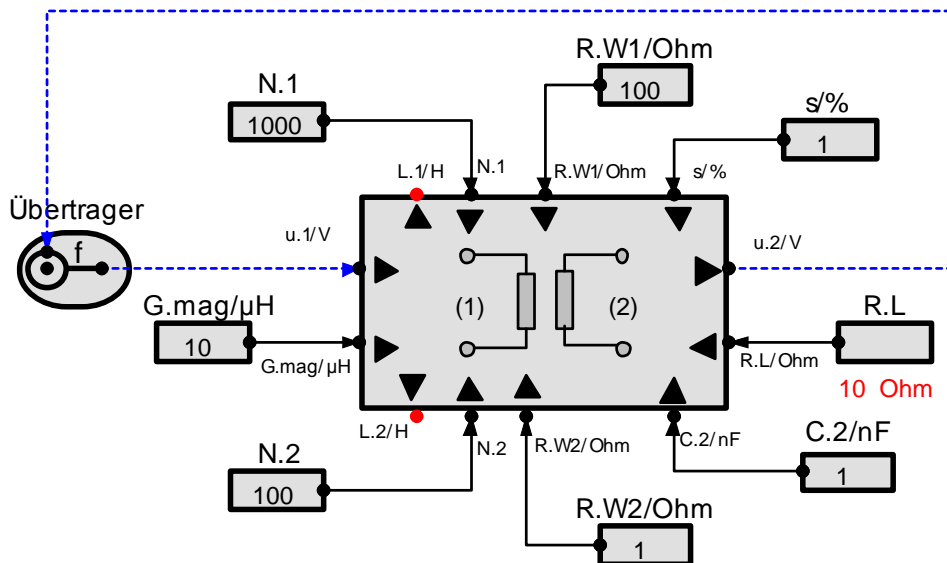 R.W1/Ohm
100
N.1
1000
s/%
1
L.1/H
N.1
R.W1/Ohm
s/%
Übertrager
f
u.1/V
u.2/V
G.mag/µH
10
G.mag/µH
(1)
(2)
R.L
R.L/Ohm
10 Ohm
L.2/H
N.2
R.W2/Ohm
C.2/nF
N.2
100
C.2/nF
1
R.W2/Ohm
1